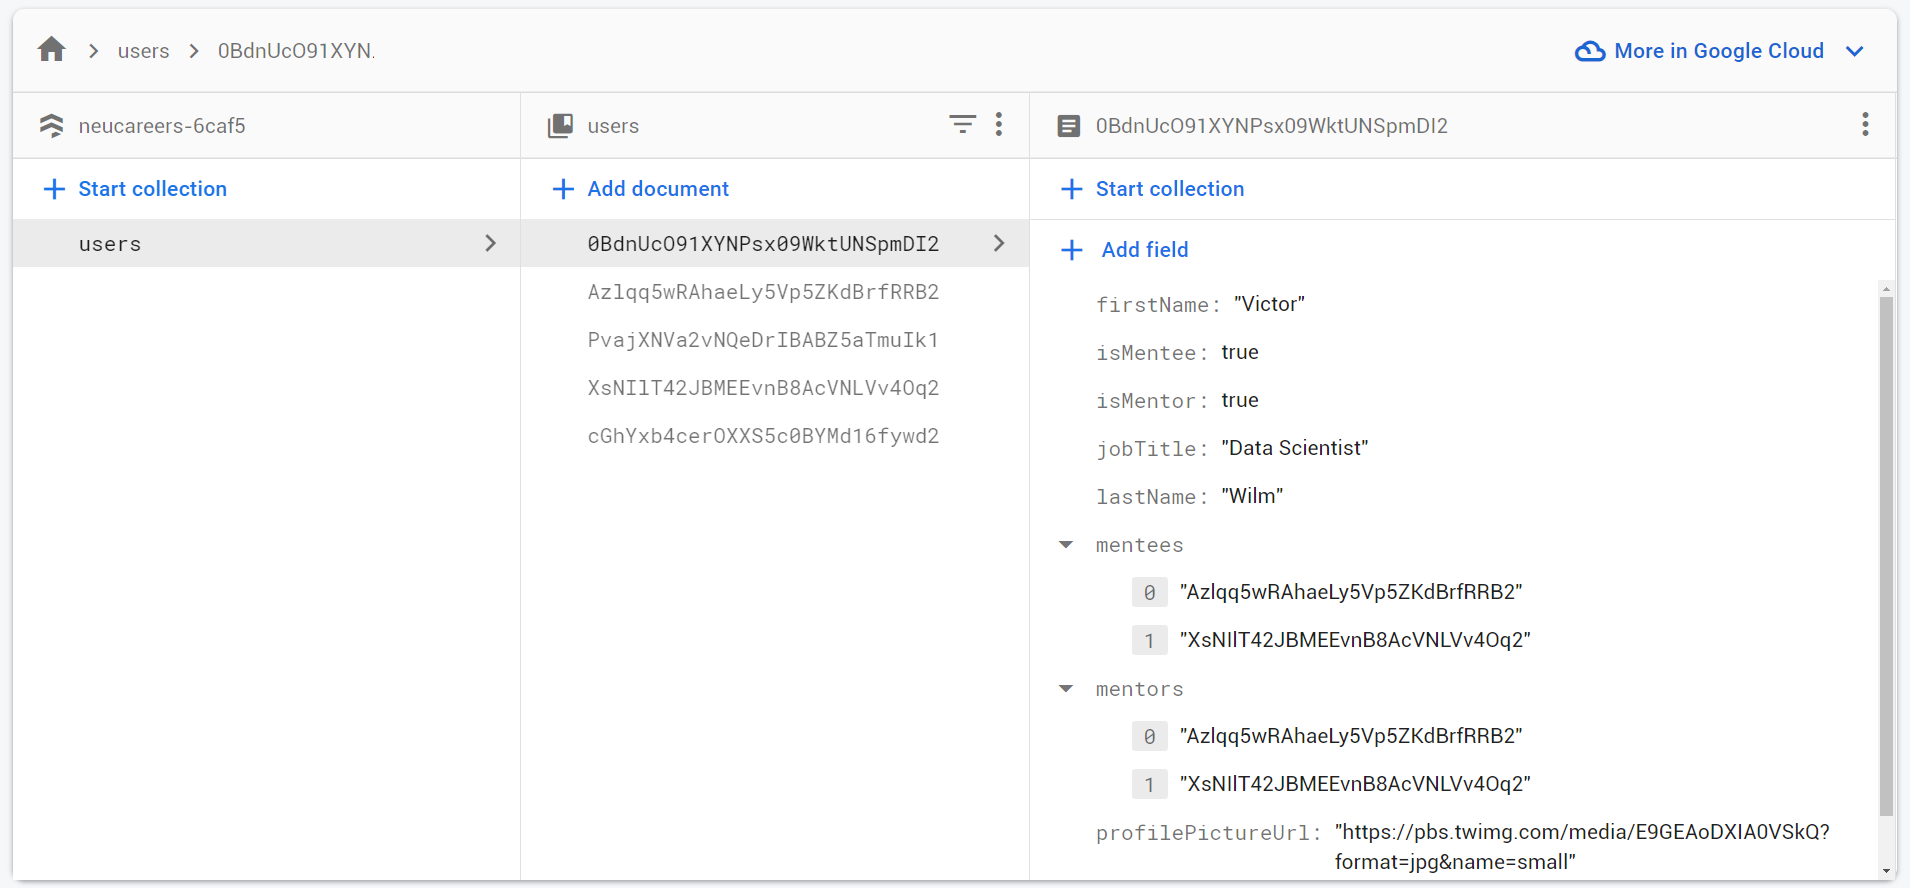 users
0BdnUcO91XYN.
More in Google Cloud
neucareers-6caf5
users
0BdnUcO91XYNPsx09WktUNSpmDI2
Start collection
Add document
Start collection
users
0BdnUcO91XYNPsx09WktUNSpmDI2
Azlqq5wRAhaeLy5Vp5ZKdBrfRRB2
PvajXNVa2vNQeDrIBABZ5aTmuIk1
XsNIlT42JBMEEvnB8AcVNLVv4Oq2
cGhYxb4cerOXXS5c0BYMd16fywd2
Add field
firstName: "Victor"
isMentee: true
isMentor: true
jobTitle: "Data Scientist"
lastName: "Wilm"
mentees
0 "Azlqq5wRAhaeLy5Vp5ZKdBrfRRB2"
1 "XsNIlT42JBMEEvnB8AcVNLVv4Oq2"
mentors
0 "Azlqq5wRAhaeLy5Vp5ZKdBrfRRB2"
1 "XsNIlT42JBMEEvnB8AcVNLVv4Oq2"
profilePictureUrl: "https://pbs.twimg.com/media/E9GEAoDXIA0VSkQ?
format=jpg&name=small"